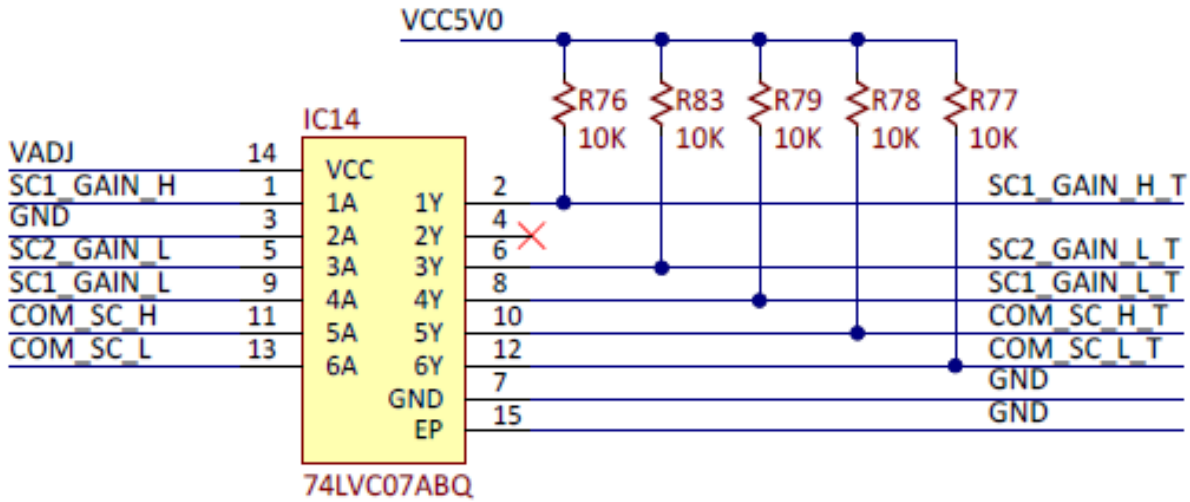 VCC5V0
R76 R83 R79 R78 R77
10K 10K 10K 10K 10K
IC14
VADJ 14 VCC
SC1_GAIN_H 1 1A 1Y 2 SC1_GAIN_H_T
GND 3 2A 2Y 4
SC2_GAIN_L 5 3A 3Y 6 SC2_GAIN_L_T
SC1_GAIN_L 9 4A 4Y 8 SC1_GAIN_L_T
COM_SC_H 11 5A 5Y 10 COM_SC_H_T
COM_SC_L 13 6A 6Y 12 COM_SC_L_T
GND 7 GND
EP 15 GND
74LVC07ABQ